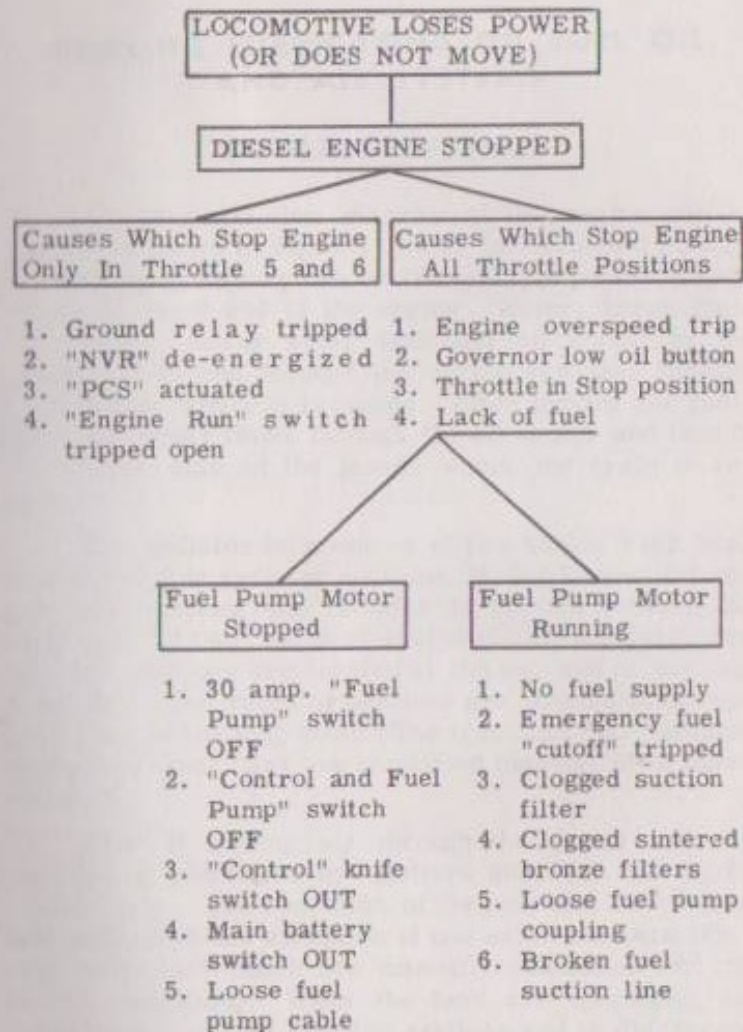 LOCOMOTIVE LOSES POWER
(OR DOES NOT MOVE)
DIESEL ENGINE STOPPED
Causes Which Stop Engine
Only In Throttle 5 and 6
1. Ground relay tripped
2. "NVR" de-energized
3. "PCS" actuated
4. "Engine Run" switch
tripped open
Causes Which Stop Engine
All Throttle Positions
1. Engine overspeed trip
2. Governor low oil button
3. Throttle in Stop position
4. Lack of fuel
Fuel Pump Motor
Stopped
1. 30 amp. "Fuel
Pump" switch
OFF
2. "Control and Fuel
Pump" switch
OFF
3. "Control" knife
switch OUT
4. Main battery
switch OUT
5. Loose fuel
pump cable
Fuel Pump Motor
Running
1. No fuel supply
2. Emergency fuel
"cutoff" tripped
3. Clogged suction
filter
4. Clogged sintered
bronze filters
5. Loose fuel pump
coupling
6. Broken fuel
suction line